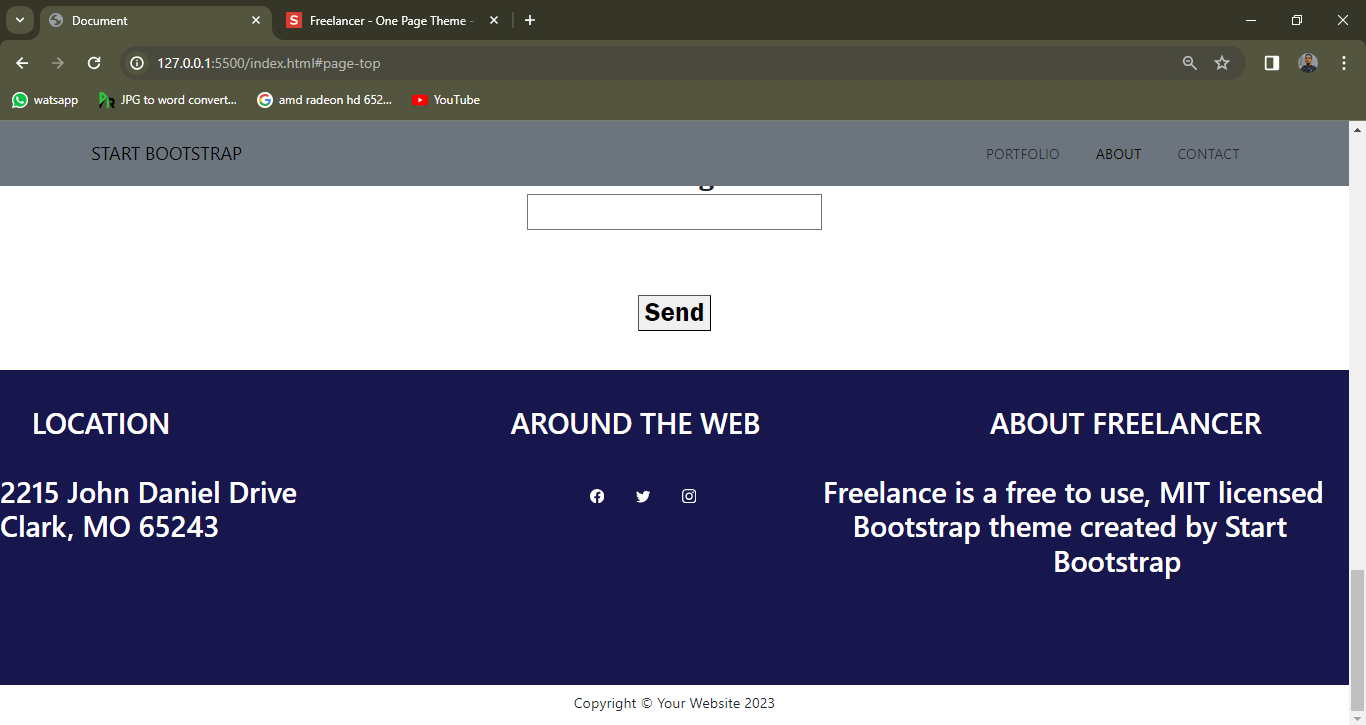 Document
S Freelancer - One Page Theme -
127.0.0.1:5500/index.html#page-top
watsapp
JPG to word convert...
amd radeon hd 652...
YouTube
START BOOTSTRAP
PORTFOLIO
ABOUT
CONTACT
Send
LOCATION
AROUND THE WEB
ABOUT FREELANCER
2215 John Daniel Drive
Clark, MO 65243
Freelance is a free to use, MIT licensed
Bootstrap theme created by Start
Bootstrap
Copyright © Your Website 2023